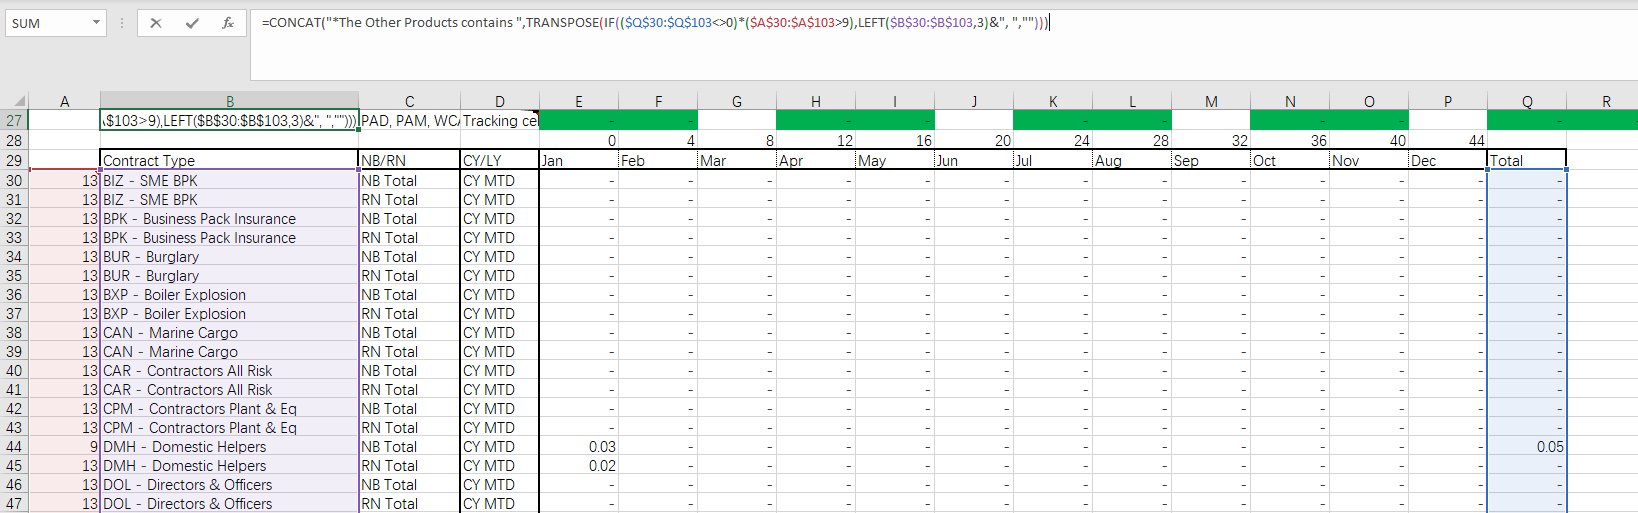 SUM
=CONCAT("*The Other Products contains ",TRANSPOSE(IF(($Q$30:$Q$103<>0)*($A$30:$A$103>9),LEFT($B$30:$B$103,3)&", ","")))
A B C D E F G H I J K L M N O P Q R
27 \$103>9),LEFT($B$30:$B$103,3)&", ",""))) PAD, PAM, WCA Tracking cel - - - - - - - - - -
28 0 4 8 12 16 20 24 28 32 36 40 44
29 Contract Type NB/RN CY/LY Jan Feb Mar Apr May Jun Jul Aug Sep Oct Nov Dec Total
30 13 BIZ - SME BPK NB Total CY MTD - - - - - - - - - - - - -
31 13 BIZ - SME BPK RN Total CY MTD - - - - - - - - - - - - -
32 13 BPK - Business Pack Insurance NB Total CY MTD - - - - - - - - - - - - -
33 13 BPK - Business Pack Insurance RN Total CY MTD - - - - - - - - - - - - -
34 13 BUR - Burglary NB Total CY MTD - - - - - - - - - - - - -
35 13 BUR - Burglary RN Total CY MTD - - - - - - - - - - - - -
36 13 BXP - Boiler Explosion NB Total CY MTD - - - - - - - - - - - - -
37 13 BXP - Boiler Explosion RN Total CY MTD - - - - - - - - - - - - -
38 13 CAN - Marine Cargo NB Total CY MTD - - - - - - - - - - - - -
39 13 CAN - Marine Cargo RN Total CY MTD - - - - - - - - - - - - -
40 13 CAR - Contractors All Risk NB Total CY MTD - - - - - - - - - - - - -
41 13 CAR - Contractors All Risk RN Total CY MTD - - - - - - - - - - - - -
42 13 CPM - Contractors Plant & Eq NB Total CY MTD - - - - - - - - - - - - -
43 13 CPM - Contractors Plant & Eq RN Total CY MTD - - - - - - - - - - - - -
44 9 DMH - Domestic Helpers NB Total CY MTD 0.03 - - - - - - - - - - - 0.05
45 13 DMH - Domestic Helpers RN Total CY MTD 0.02 - - - - - - - - - - - -
46 13 DOL - Directors & Officers NB Total CY MTD - - - - - - - - - - - - -
47 13 DOL - Directors & Officers RN Total CY MTD - - - - - - - - - - - - -